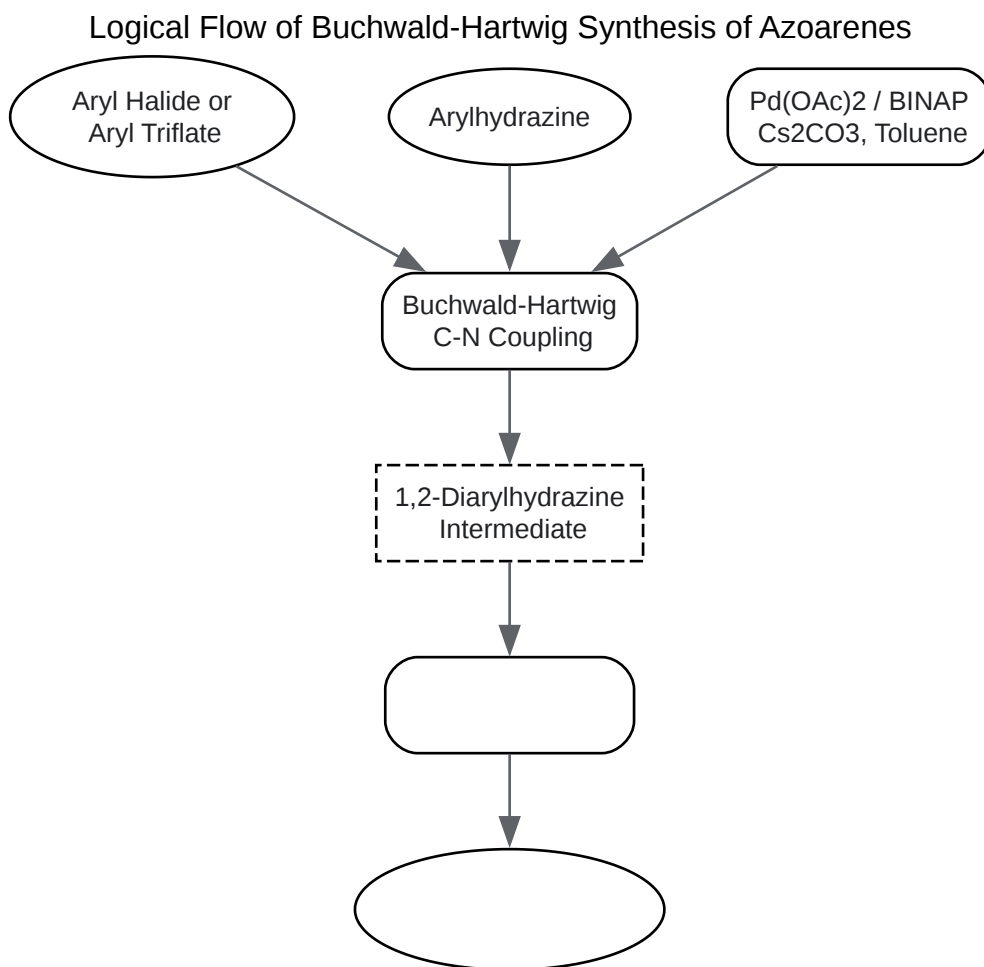 Logical Flow of Buchwald-Hartwig Synthesis of Azoarenes
Aryl Halide or
Aryl Triflate
Arylhydrazine
Pd(OAc)2 / BINAP
Cs2CO3, Toluene
Buchwald-Hartwig
C-N Coupling
1,2-Diarylhydrazine
Intermediate